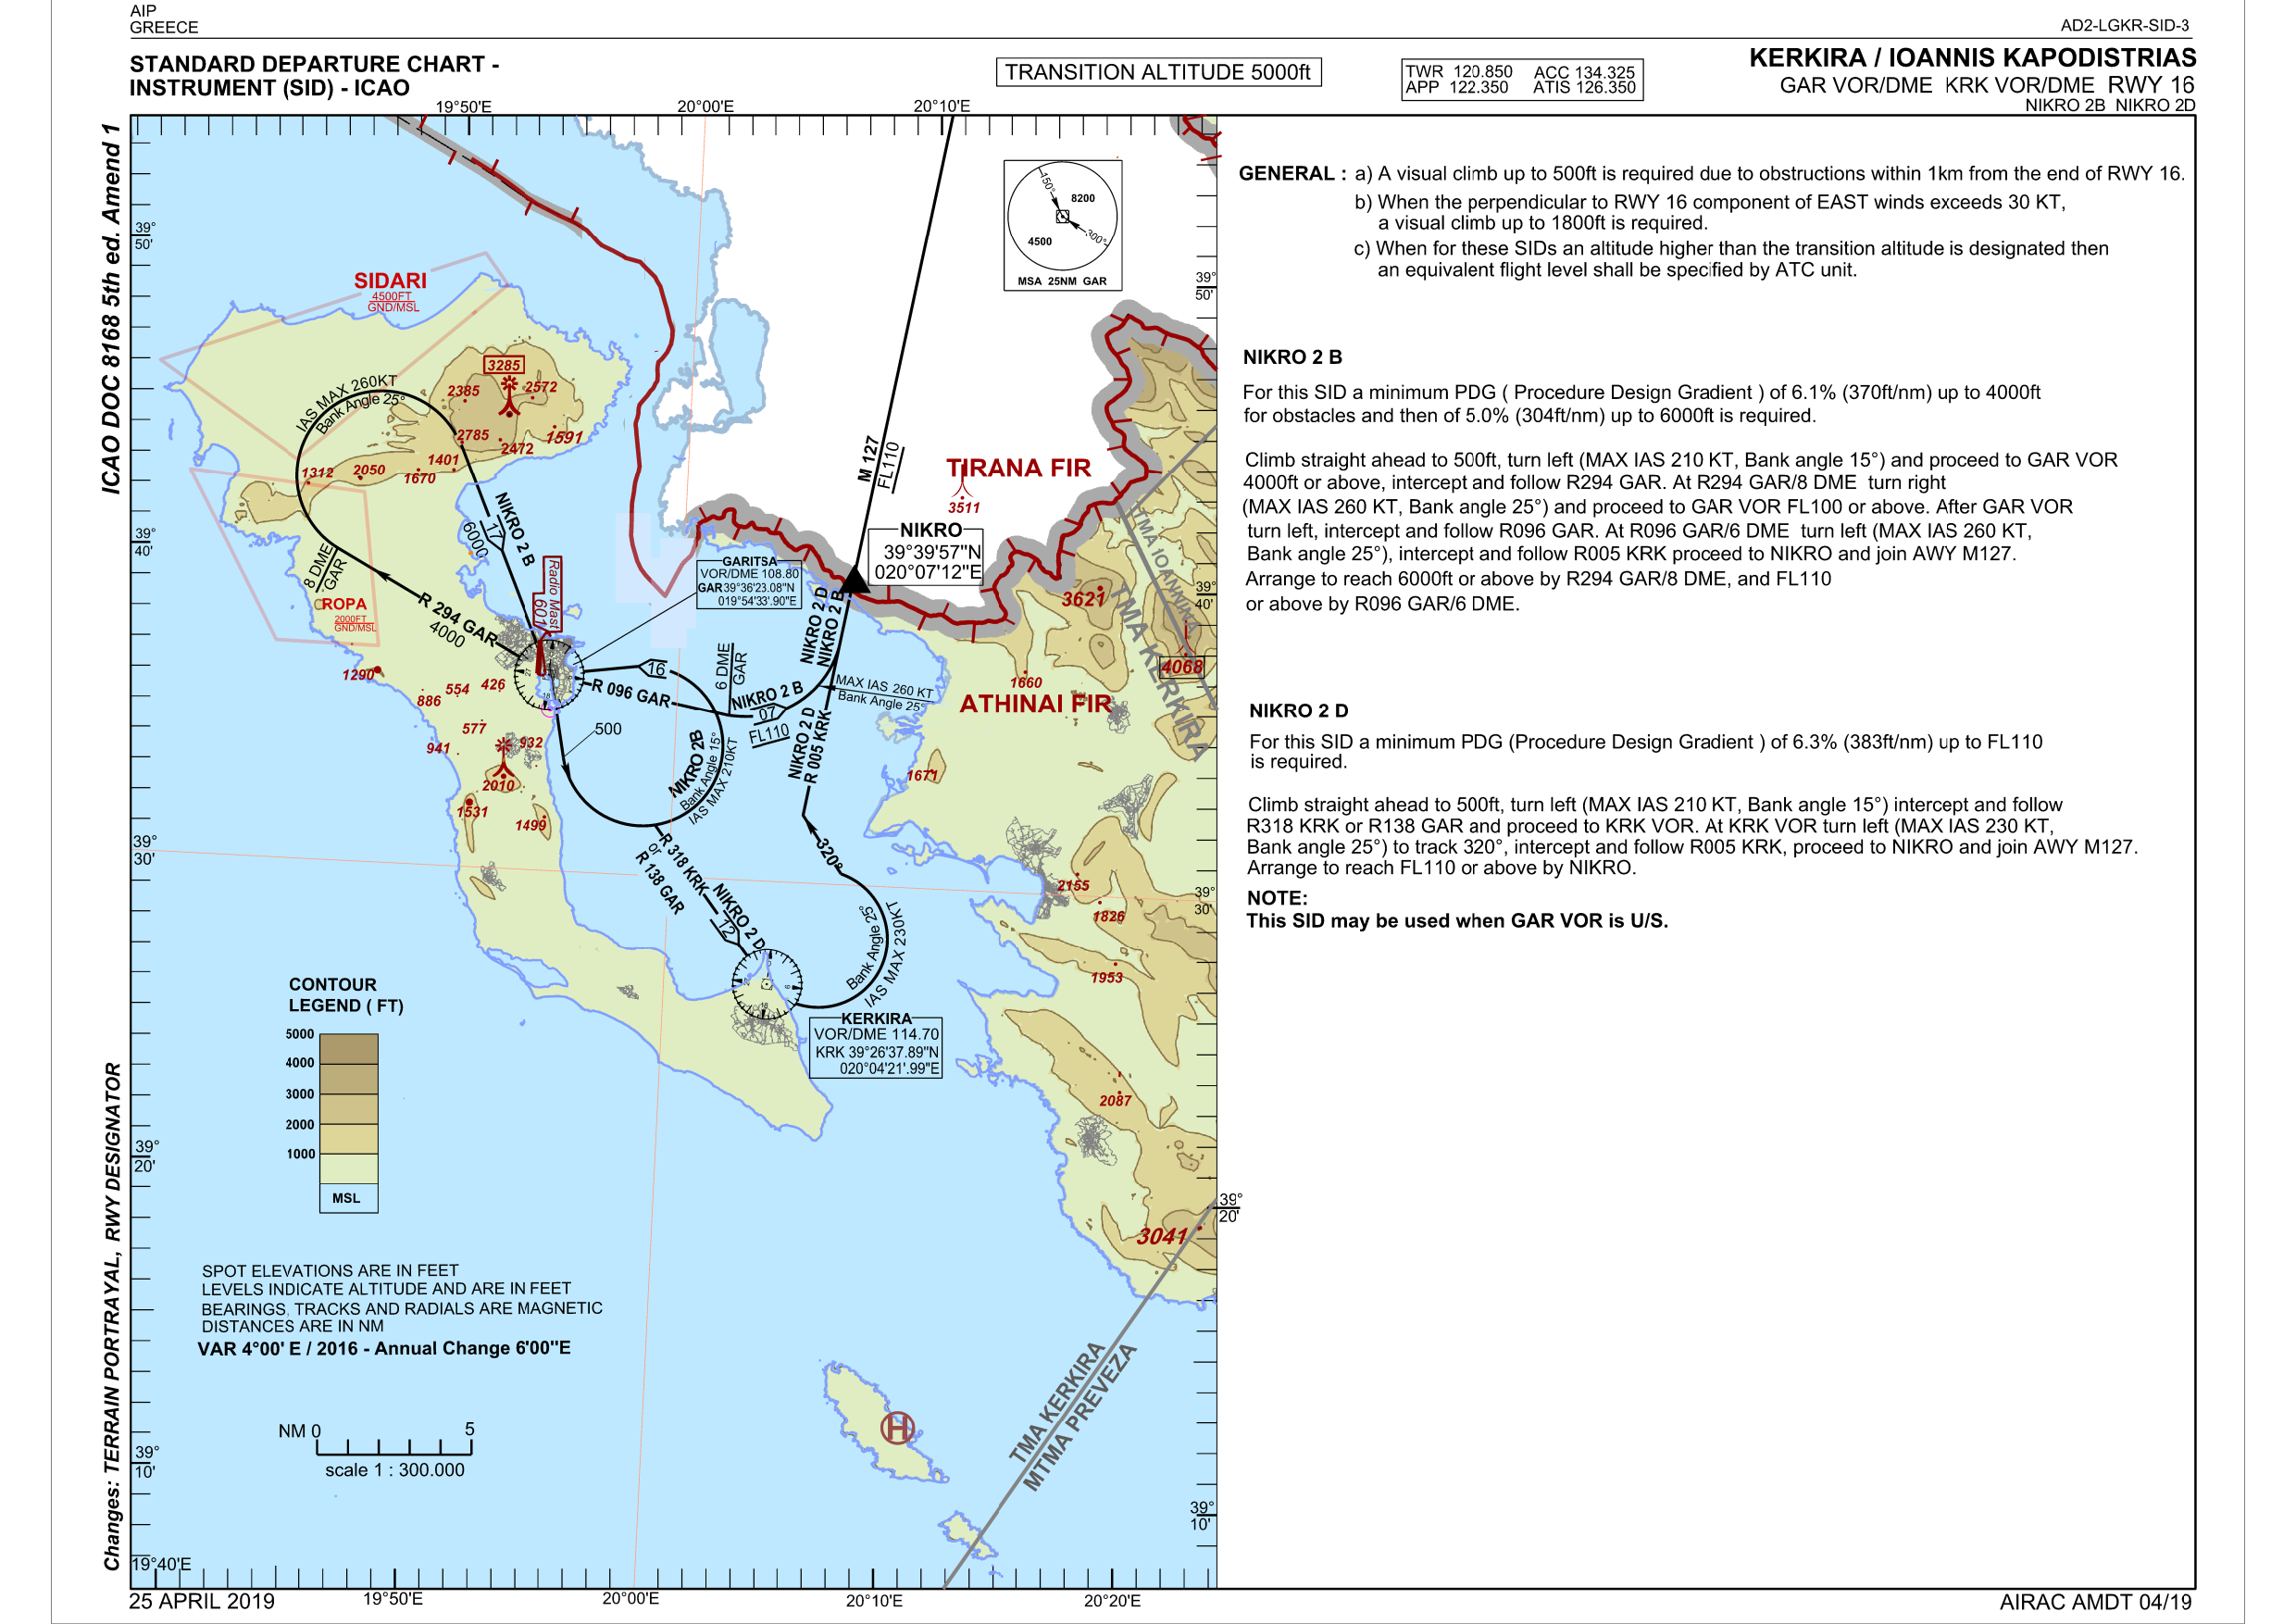 AIP
GREECE
AD2-LGKR-SID-3
STANDARD DEPARTURE CHART -
INSTRUMENT (SID) - ICAO
TRANSITION ALTITUDE 5000ft
TWR 120.850 ACC 134.325
APP 122.350 ATIS 126.350
KERKIRA / IOANNIS KAPODISTRIAS
GAR VOR/DME KRK VOR/DME RWY 16
NIKRO 2B NIKRO 2D
19°50'E
20°00'E
20°10'E
ICAO DOC 8168 5th ed. Amend 1
Changes: TERRAIN PORTRAYAL, RWY DESIGNATOR
39°
50'
39°
40'
39°
30'
39°
20'
39°
10'
39°
50'
39°
40'
39°
30'
39°
20'
39°
10'
150°
8200
4500
300°
MSA 25NM GAR
SIDARI
4500FT
GND/MSL
IAS MAX 260KT
Bank Angle 25°
3285
2385
2572
2785
2472
1591
1401
1670
2050
1312
NIKRO 2 B
17
6000
8 DME
GAR
ROPA
2000FT
GND/MSL
R 294 GAR
4000
Radio Mast
601
GARITSA
VOR/DME 108.80
GAR 39°36'23.08"N
019°54'33'.90"E
M 127
FL110
TIRANA FIR
3511
NIKRO
39°39'57"N
020°07'12"E
NIKRO 2 D
NIKRO 2 B
TMA IOANNINA
TMA KERKIRA
3621
4068
1660
ATHINAI FIR
1671
16
R 096 GAR
6 DME
GAR
NIKRO 2 B
07
FL110
MAX IAS 260 KT
Bank Angle 25°
NIKRO 2 D
R 005 KRK
1290
554
426
886
577
941
932
2010
1531
1499
500
NIKRO 2B
Bank Angle 15°
IAS MAX 210KT
R 318 KRK
or
R 138 GAR
NIKRO 2 D
12
320°
Bank Angle 25°
IAS MAX 230KT
KERKIRA
VOR/DME 114.70
KRK 39°26'37.89"N
020°04'21'.99"E
2155
1826
1953
2087
3041
TMA KERKIRA
MTMA PREVEZA
H
CONTOUR
LEGEND ( FT)
5000
4000
3000
2000
1000
MSL
SPOT ELEVATIONS ARE IN FEET
LEVELS INDICATE ALTITUDE AND ARE IN FEET
BEARINGS, TRACKS AND RADIALS ARE MAGNETIC
DISTANCES ARE IN NM
VAR 4°00' E / 2016 - Annual Change 6'00"E
NM 0 5
scale 1 : 300.000
19°40'E
19°50'E
20°00'E
20°10'E
20°20'E
GENERAL : a) A visual climb up to 500ft is required due to obstructions within 1km from the end of RWY 16.
b) When the perpendicular to RWY 16 component of EAST winds exceeds 30 KT,
a visual climb up to 1800ft is required.
c) When for these SIDs an altitude higher than the transition altitude is designated then
an equivalent flight level shall be specified by ATC unit.
NIKRO 2 B
For this SID a minimum PDG ( Procedure Design Gradient ) of 6.1% (370ft/nm) up to 4000ft
for obstacles and then of 5.0% (304ft/nm) up to 6000ft is required.
Climb straight ahead to 500ft, turn left (MAX IAS 210 KT, Bank angle 15°) and proceed to GAR VOR
4000ft or above, intercept and follow R294 GAR. At R294 GAR/8 DME turn right
(MAX IAS 260 KT, Bank angle 25°) and proceed to GAR VOR FL100 or above. After GAR VOR
turn left, intercept and follow R096 GAR. At R096 GAR/6 DME turn left (MAX IAS 260 KT,
Bank angle 25°), intercept and follow R005 KRK proceed to NIKRO and join AWY M127.
Arrange to reach 6000ft or above by R294 GAR/8 DME, and FL110
or above by R096 GAR/6 DME.
NIKRO 2 D
For this SID a minimum PDG (Procedure Design Gradient ) of 6.3% (383ft/nm) up to FL110
is required.
Climb straight ahead to 500ft, turn left (MAX IAS 210 KT, Bank angle 15°) intercept and follow
R318 KRK or R138 GAR and proceed to KRK VOR. At KRK VOR turn left (MAX IAS 230 KT,
Bank angle 25°) to track 320°, intercept and follow R005 KRK, proceed to NIKRO and join AWY M127.
Arrange to reach FL110 or above by NIKRO.
NOTE:
This SID may be used when GAR VOR is U/S.
25 APRIL 2019
AIRAC AMDT 04/19